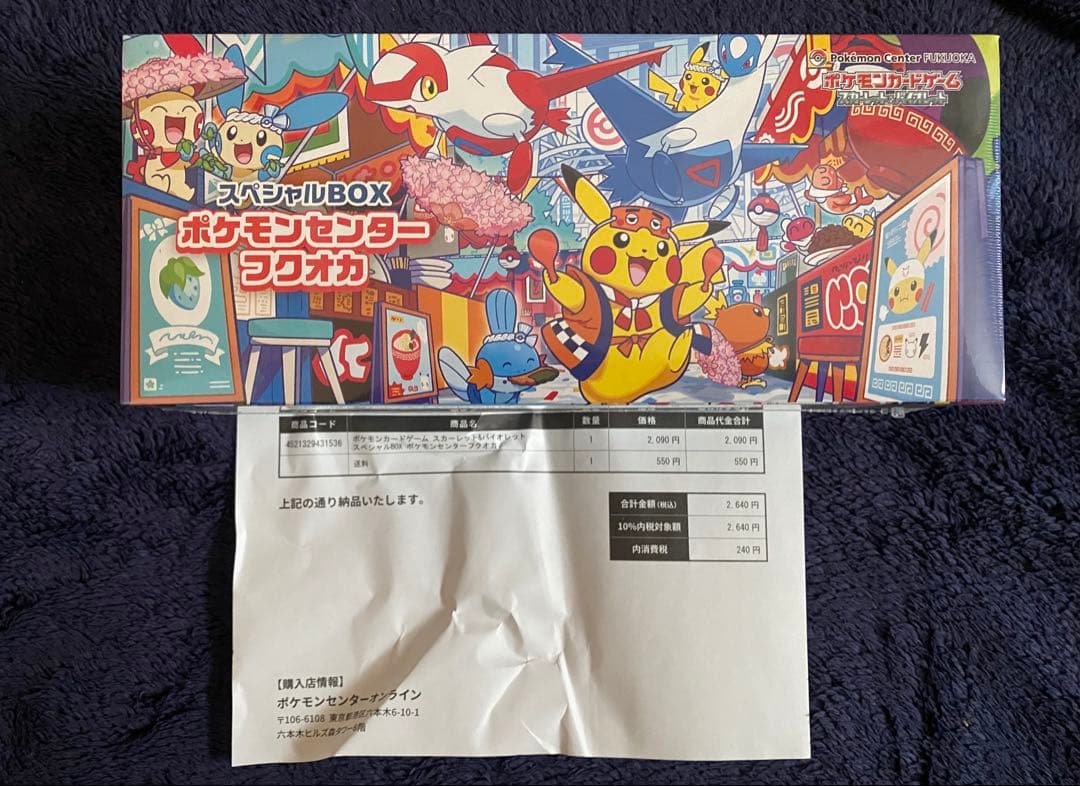 Pokémon Center FUKUOKA
ポケモンカードゲーム
スカーレット&バイオレット
スペシャルBOX
ポケモンセンター
フクオカ
商品コード 商品名 数量 価格 商品代金合計
4521329431536 ポケモンカードゲーム スカーレット&バイオレット 1 2,090 円 2,090 円
スペシャルBOX ポケモンセンターフクオカ
送料 1 550 円 550 円
上記の通り納品いたします。
合計金額(税込) 2,640 円
10%内税対象額 2,640 円
内消費税 240 円
【購入店情報】
ポケモンセンターオンライン
〒106-6108 東京都港区六本木6-10-1
六本木ヒルズ森タワー8階